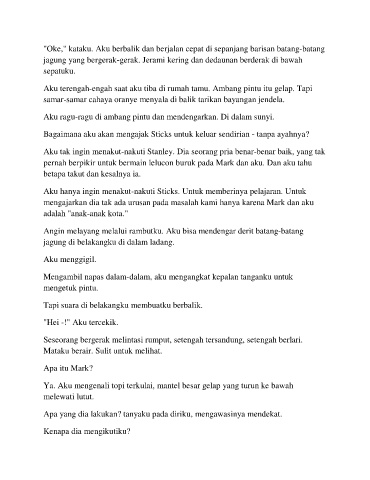 "Oke," kataku. Aku berbalik dan berjalan cepat di sepanjang barisan batang-batang
jagung yang bergerak-gerak. Jerami kering dan dedaunan berderak di bawah
sepatuku.
Aku terengah-engah saat aku tiba di rumah tamu. Ambang pintu itu gelap. Tapi
samar-samar cahaya oranye menyala di balik tarikan bayangan jendela.
Aku ragu-ragu di ambang pintu dan mendengarkan. Di dalam sunyi.
Bagaimana aku akan mengajak Sticks untuk keluar sendirian - tanpa ayahnya?
Aku tak ingin menakut-nakuti Stanley. Dia seorang pria benar-benar baik, yang tak
pernah berpikir untuk bermain lelucon buruk pada Mark dan aku. Dan aku tahu
betapa takut dan kesalnya ia.
Aku hanya ingin menakut-nakuti Sticks. Untuk memberinya pelajaran. Untuk
mengajarkan dia tak ada urusan pada masalah kami hanya karena Mark dan aku
adalah "anak-anak kota."
Angin melayang melalui rambutku. Aku bisa mendengar derit batang-batang
jagung di belakangku di dalam ladang.
Aku menggigil.
Mengambil napas dalam-dalam, aku mengangkat kepalan tanganku untuk
mengetuk pintu.
Tapi suara di belakangku membuatku berbalik.
"Hei -!" Aku tercekik.
Seseorang bergerak melintasi rumput, setengah tersandung, setengah berlari.
Mataku berair. Sulit untuk melihat.
Apa itu Mark?
Ya. Aku mengenali topi terkulai, mantel besar gelap yang turun ke bawah
melewati lutut.
Apa yang dia lakukan? tanyaku pada diriku, mengawasinya mendekat.
Kenapa dia mengikutiku?